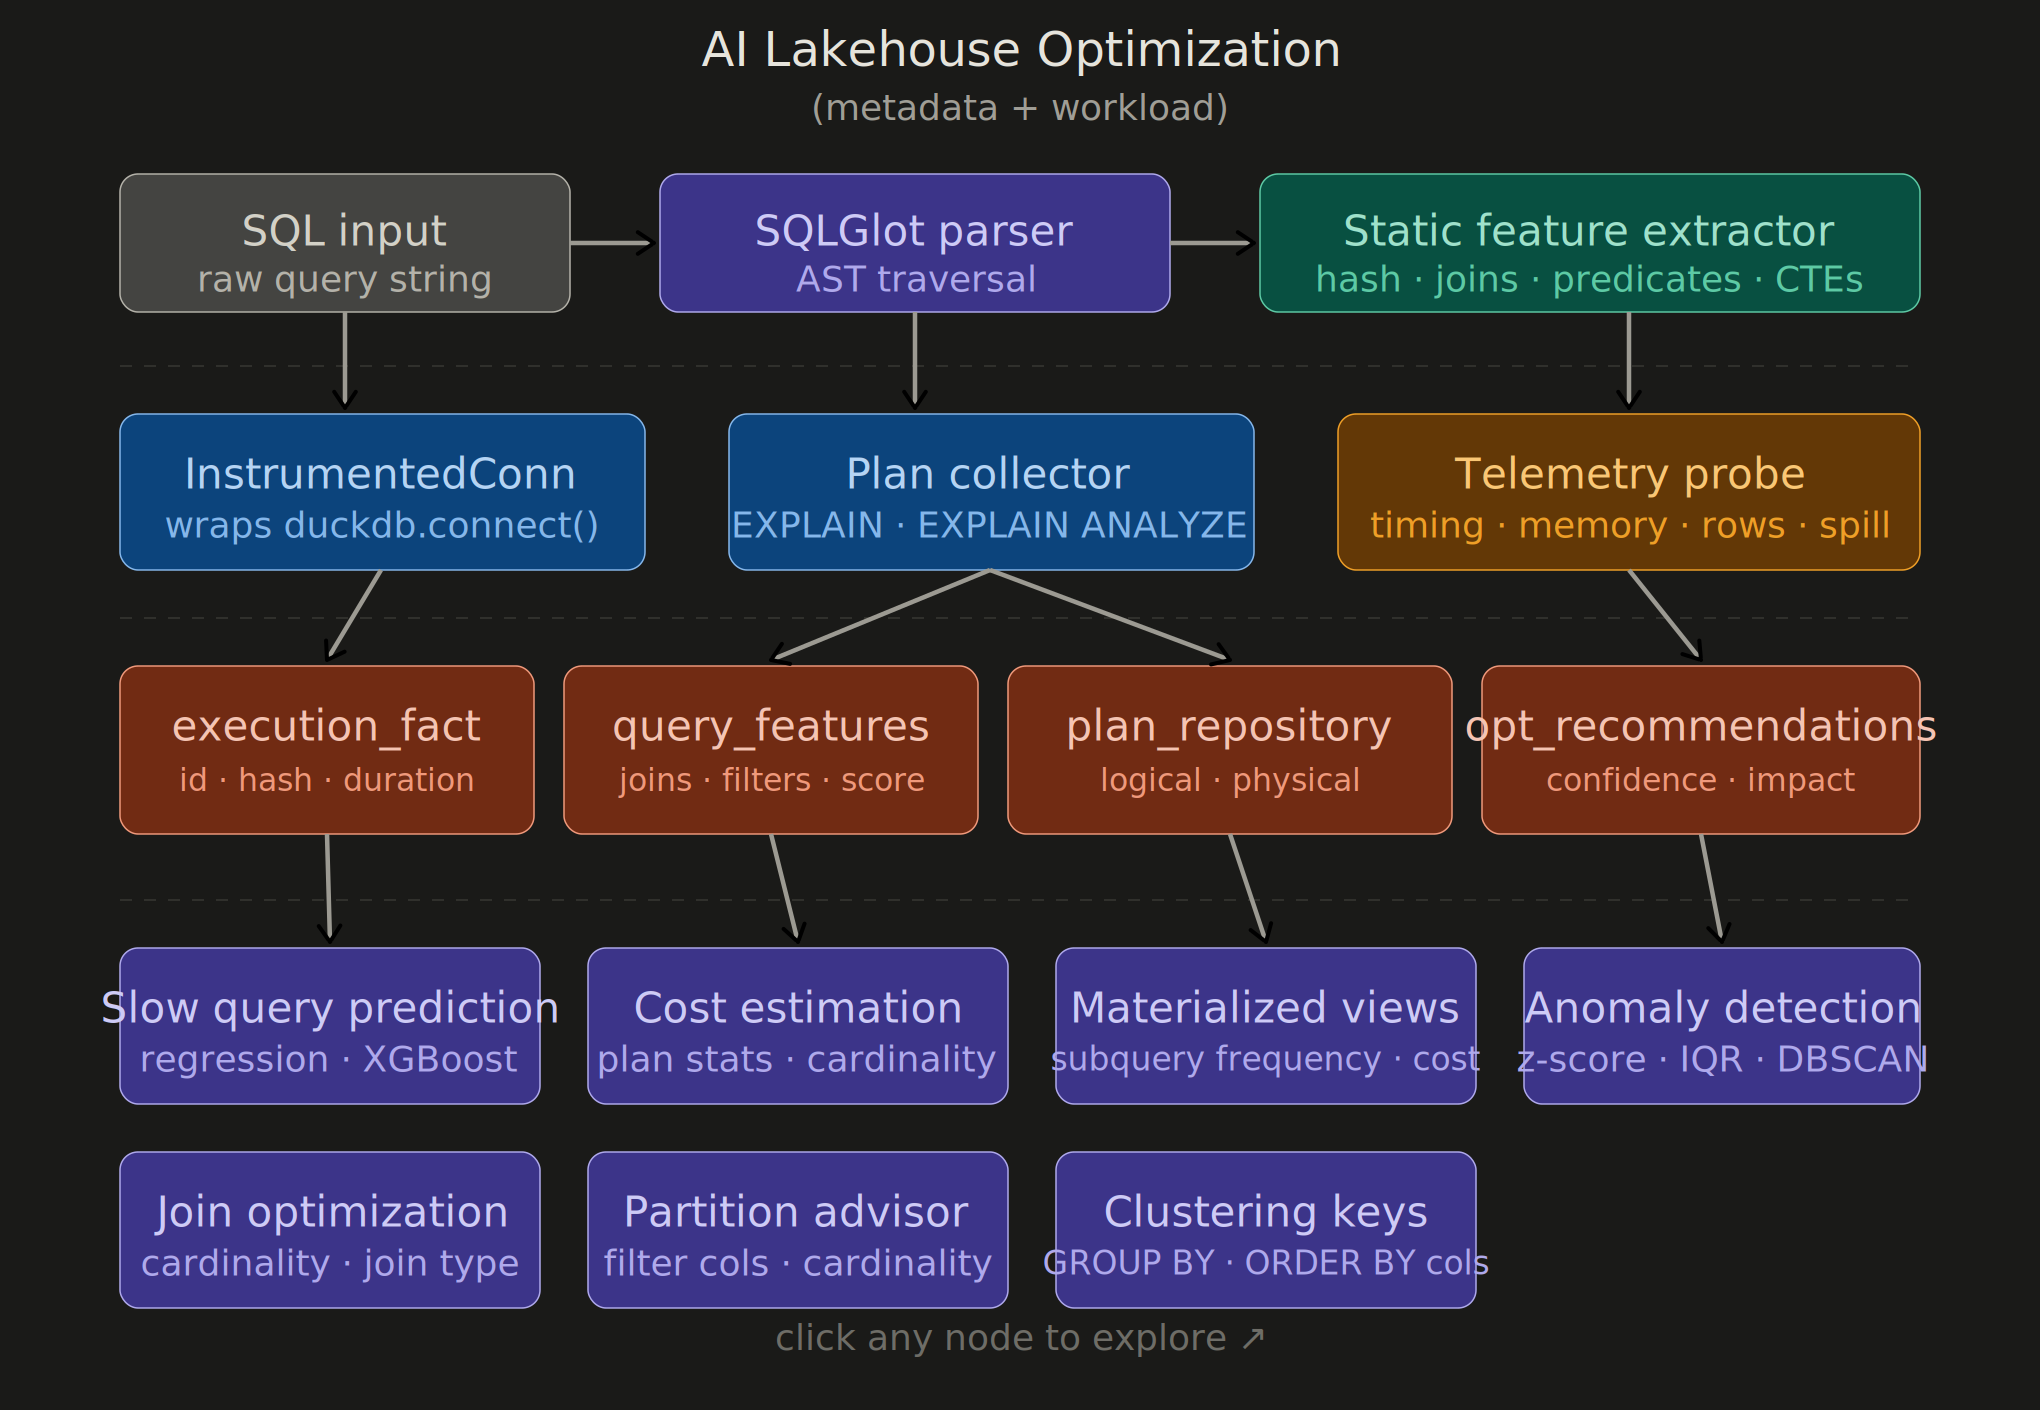 AI Lakehouse Optimization
(metadata + workload)
SQL input
raw query string
SQLGlot parser
AST traversal
Static feature extractor
hash · joins · predicates · CTEs
InstrumentedConn
wraps duckdb.connect()
Plan collector
EXPLAIN · EXPLAIN ANALYZE
Telemetry probe
timing · memory · rows · spill
execution_fact
id · hash · duration
query_features
joins · filters · score
plan_repository
logical · physical
opt_recommendations
confidence · impact
Slow query prediction
regression · XGBoost
Cost estimation
plan stats · cardinality
Materialized views
subquery frequency · cost
Anomaly detection
z-score · IQR · DBSCAN
Join optimization
cardinality · join type
Partition advisor
filter cols · cardinality
Clustering keys
GROUP BY · ORDER BY cols
click any node to explore ↗